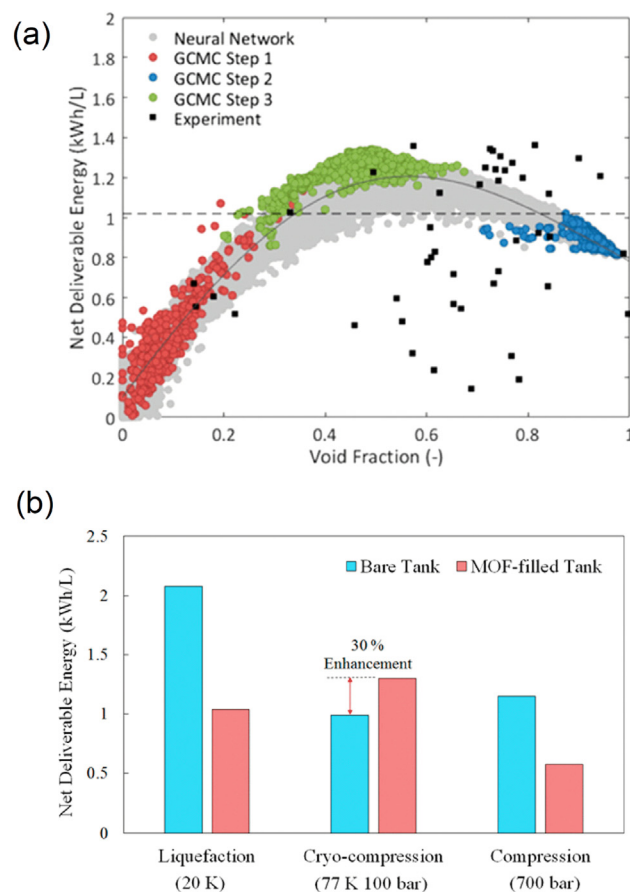 (a)
2
1.8
1.6
1.4
1.2
1
0.8
0.6
0.4
0.2
0
Net Deliverable Energy (kWh/L)
Neural Network
GCMC Step 1
GCMC Step 2
GCMC Step 3
Experiment
0 0.2 0.4 0.6 0.8 1
Void Fraction (-)
(b)
2.5
2
1.5
1
0.5
0
Net Deliverable Energy (kWh/L)
Bare Tank MOF-filled Tank
30 %
Enhancement
Liquefaction Cryo-compression Compression
(20 K) (77 K 100 bar) (700 bar)